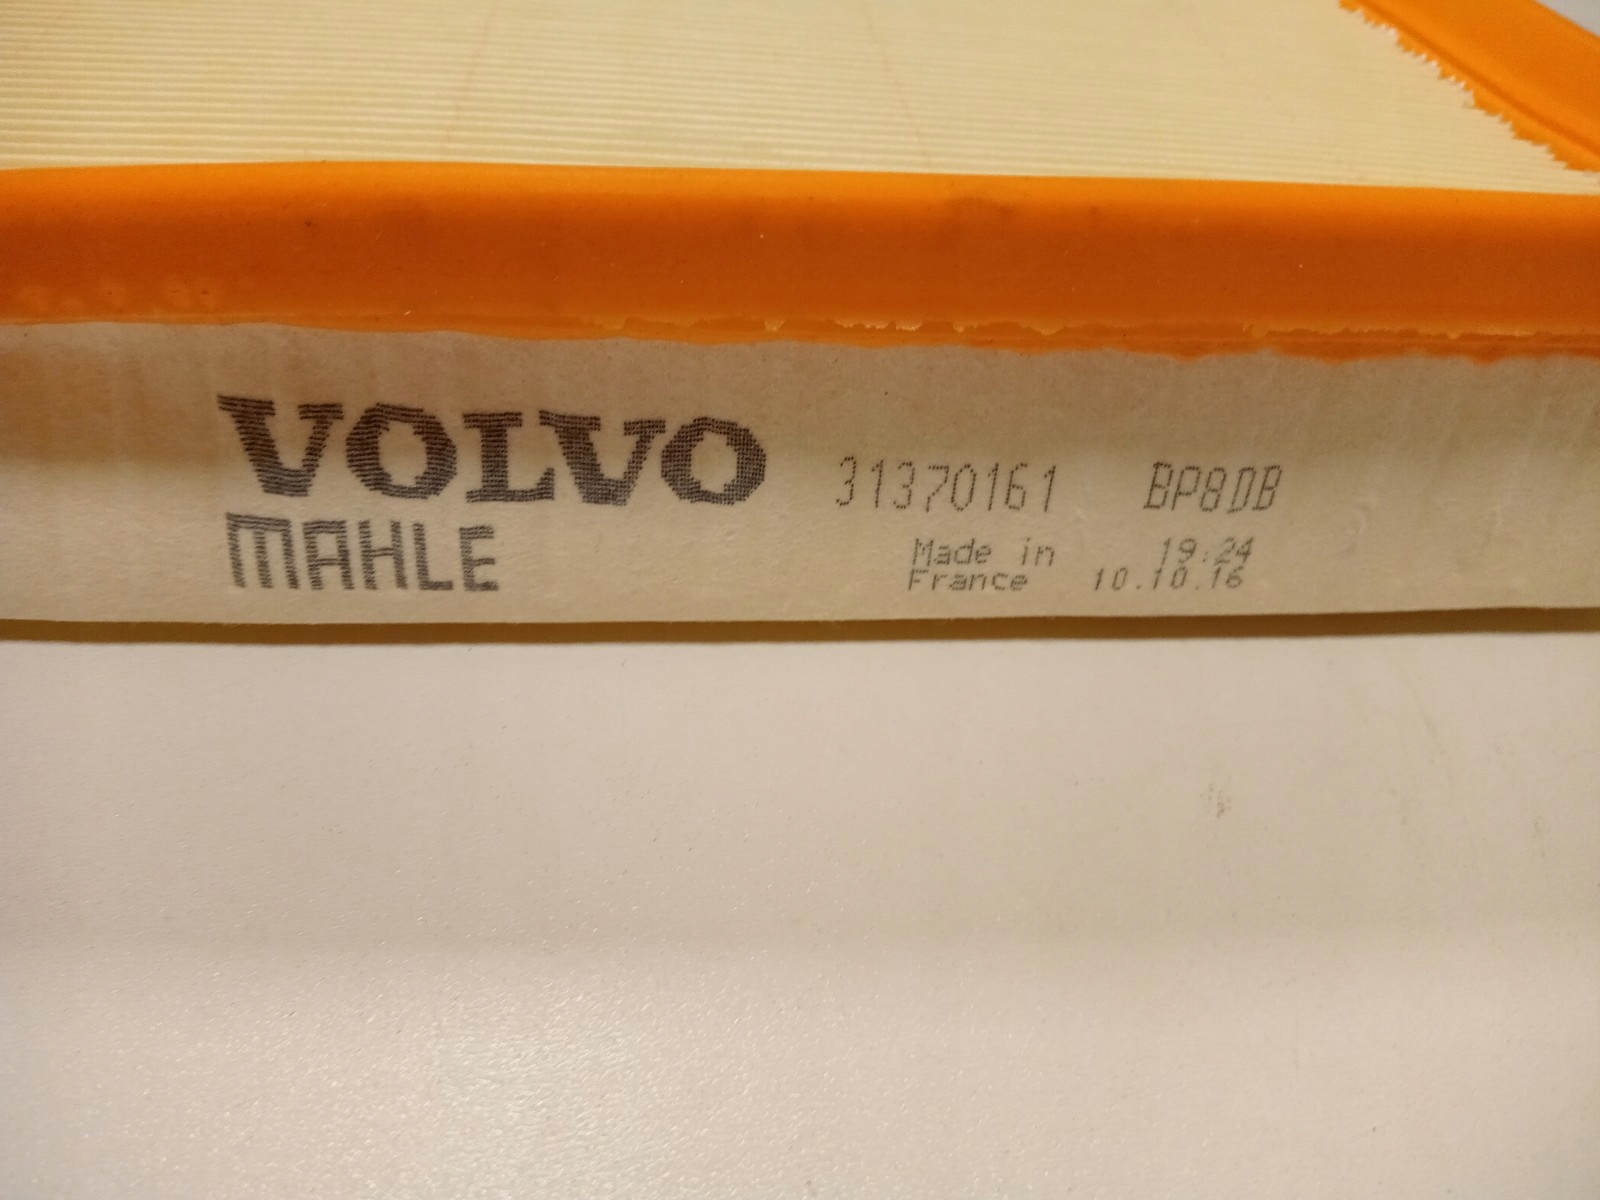 VOLVO 31370161 BP8DB
MAHLE Made in 19:24
France 10.10.16